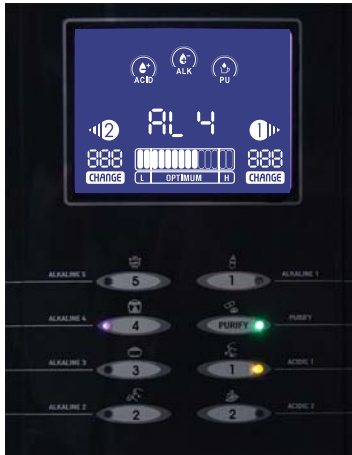 ACID ALK PU
AL 4
2 1
888 888
CHANGE L OPTIMUM H CHANGE
ALKALINE 5 5 1 ALKALINE 1
ALKALINE 4 4 PURIFY PURIFY
ALKALINE 3 3 1 ACIDIC 1
ALKALINE 2 2 2 ACIDIC 2